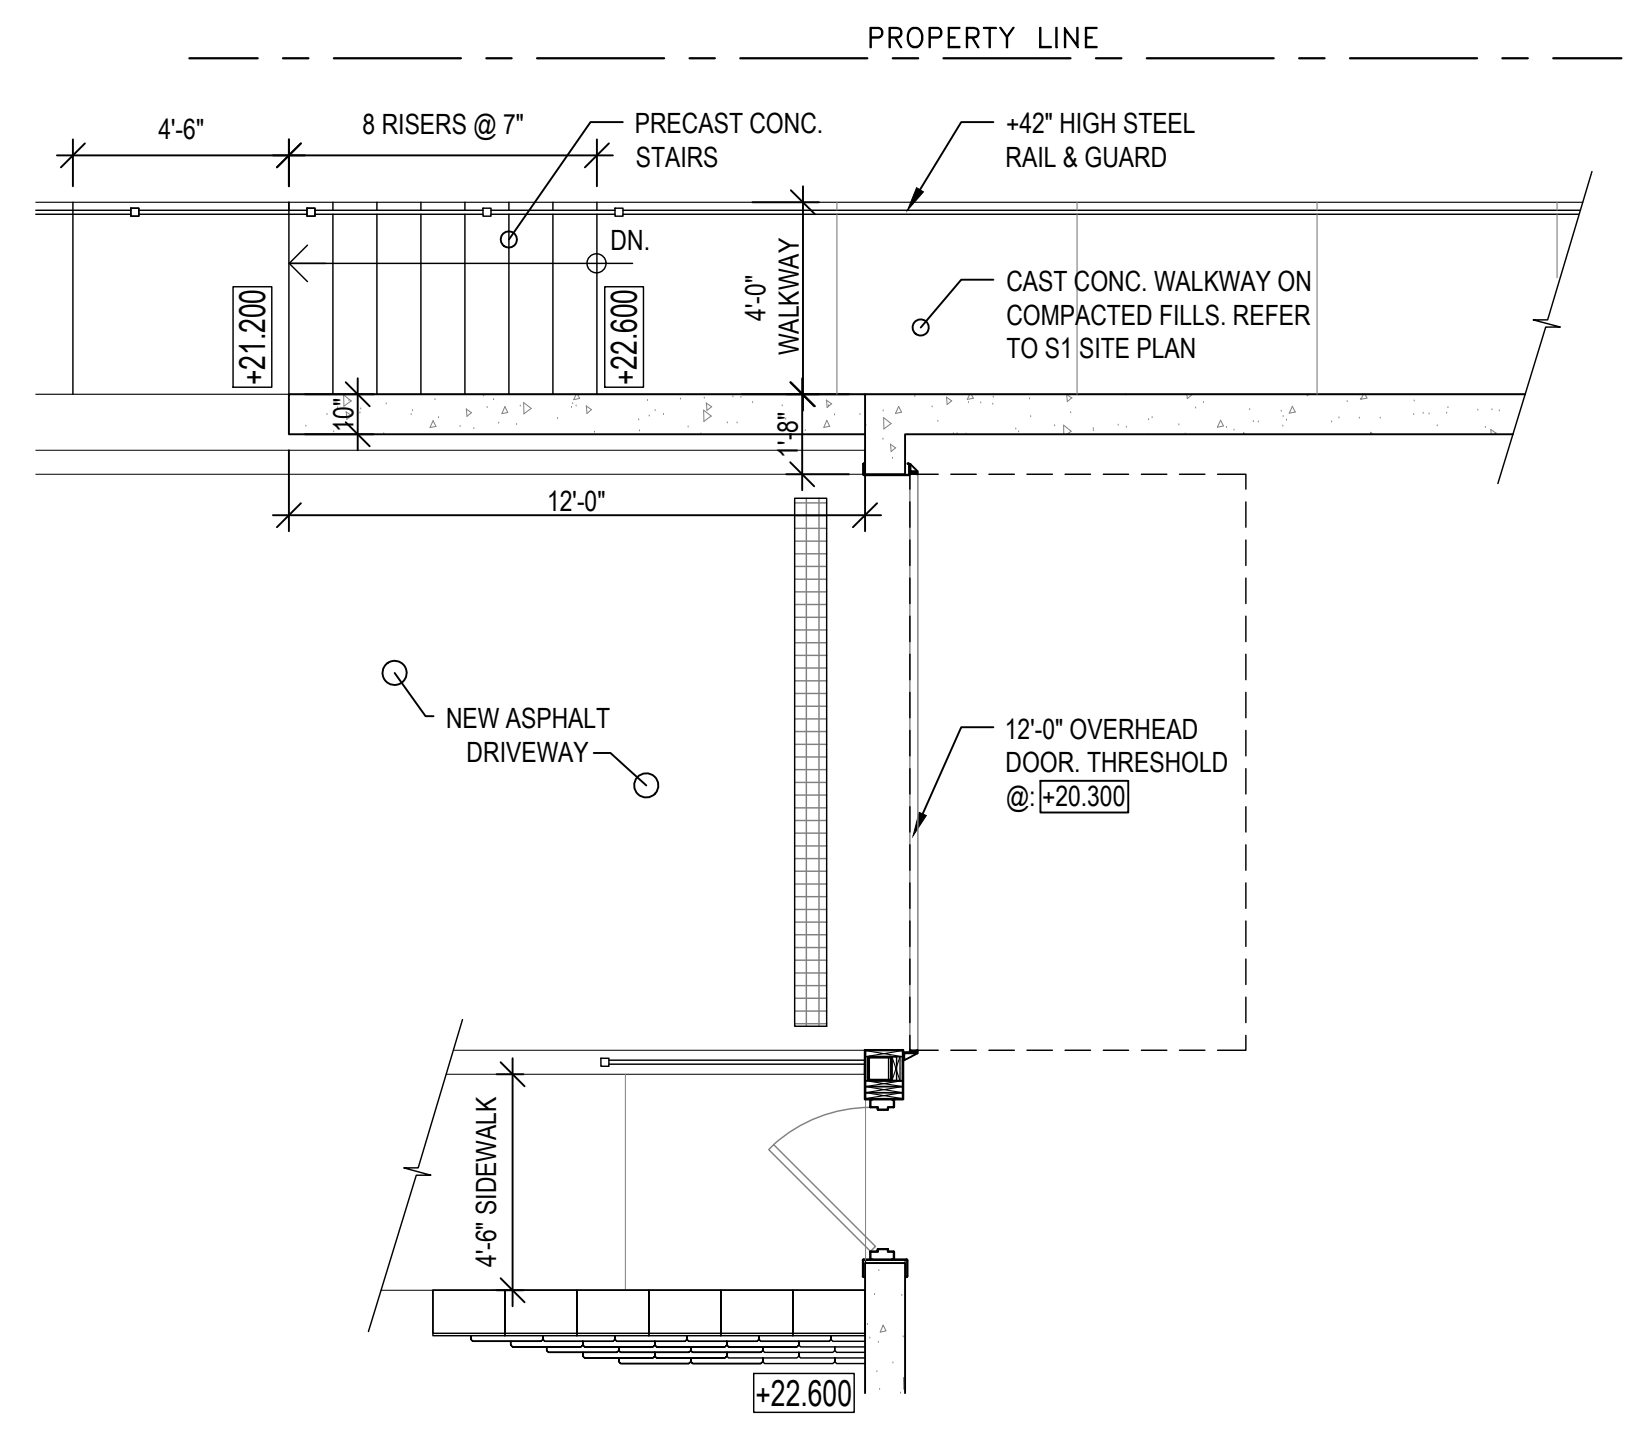 PROPERTY LINE
4'-6"
8 RISERS @ 7"
PRECAST CONC.
STAIRS
+42" HIGH STEEL
RAIL & GUARD
DN.
+21.200
+22.600
4'-0"
WALKWAY
CAST CONC. WALKWAY ON
COMPACTED FILLS. REFER
TO S1 SITE PLAN
10"
1'-8"
12'-0"
NEW ASPHALT
DRIVEWAY
12'-0" OVERHEAD
DOOR. THRESHOLD
@: +20.300
4'-6" SIDEWALK
+22.600